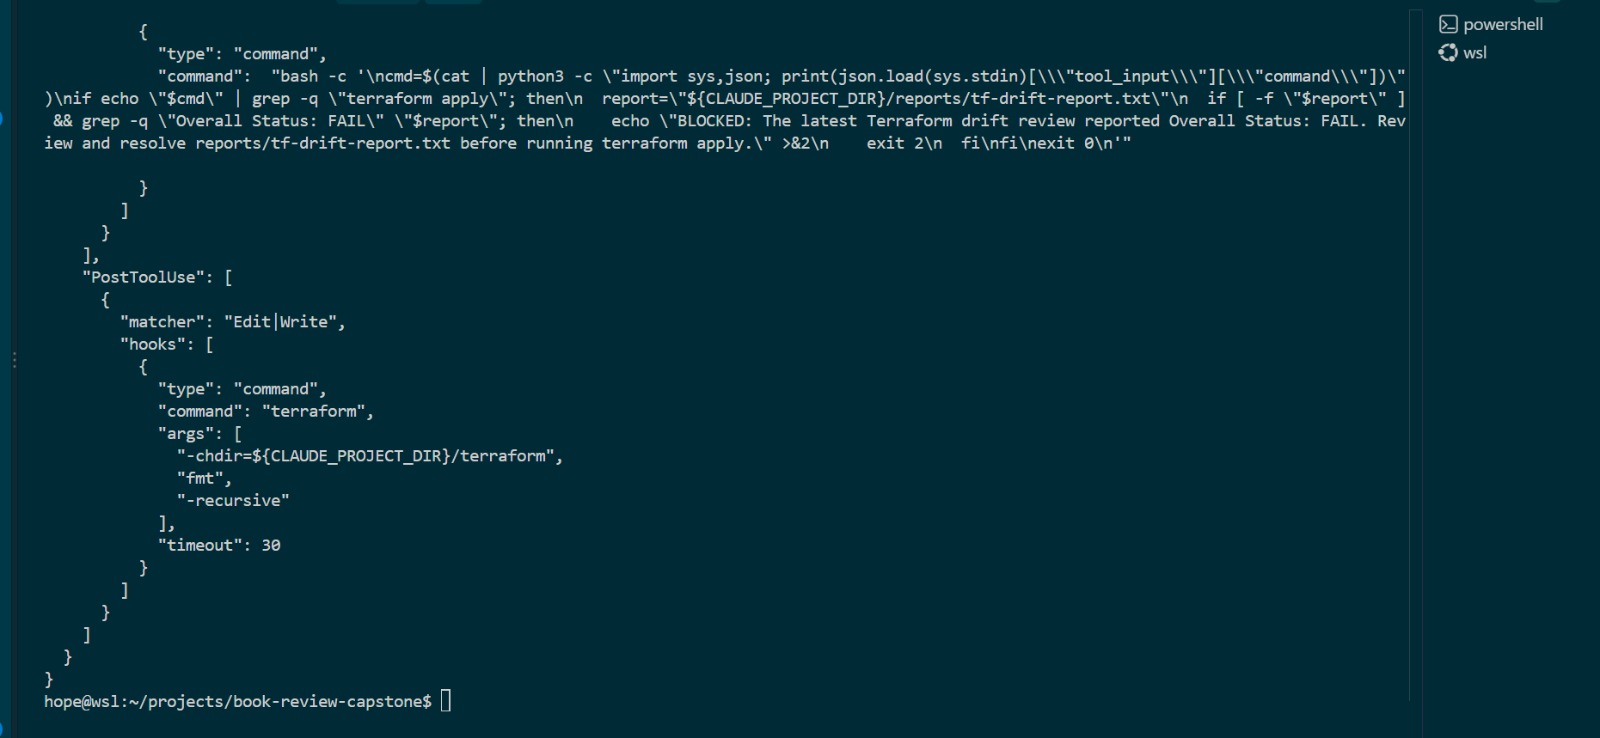 {
"type": "command",
"command":  "bash -c '\ncmd=$(cat | python3 -c \"import sys,json; print(json.load(sys.stdin)[\\\"tool_input\\\"][\\\"command\\\"])\"
)\nif echo \"$cmd\" | grep -q \"terraform apply\"; then\n  report=\"${CLAUDE_PROJECT_DIR}/reports/tf-drift-report.txt\"\n  if [ -f \"$report\" ]
&& grep -q \"Overall Status: FAIL\" \"$report\"; then\n    echo \"BLOCKED: The latest Terraform drift review reported Overall Status: FAIL. Rev
iew and resolve reports/tf-drift-report.txt before running terraform apply.\" >&2\n    exit 2\n  fi\nfi\nexit 0\n'"
}
]
}
],
"PostToolUse": [
{
"matcher": "Edit|Write",
"hooks": [
{
"type": "command",
"command": "terraform",
"args": [
"-chdir=${CLAUDE_PROJECT_DIR}/terraform",
"fmt",
"-recursive"
],
"timeout": 30
}
]
}
]
}
}
hope@wsl:~/projects/book-review-capstone$
powershell
wsl